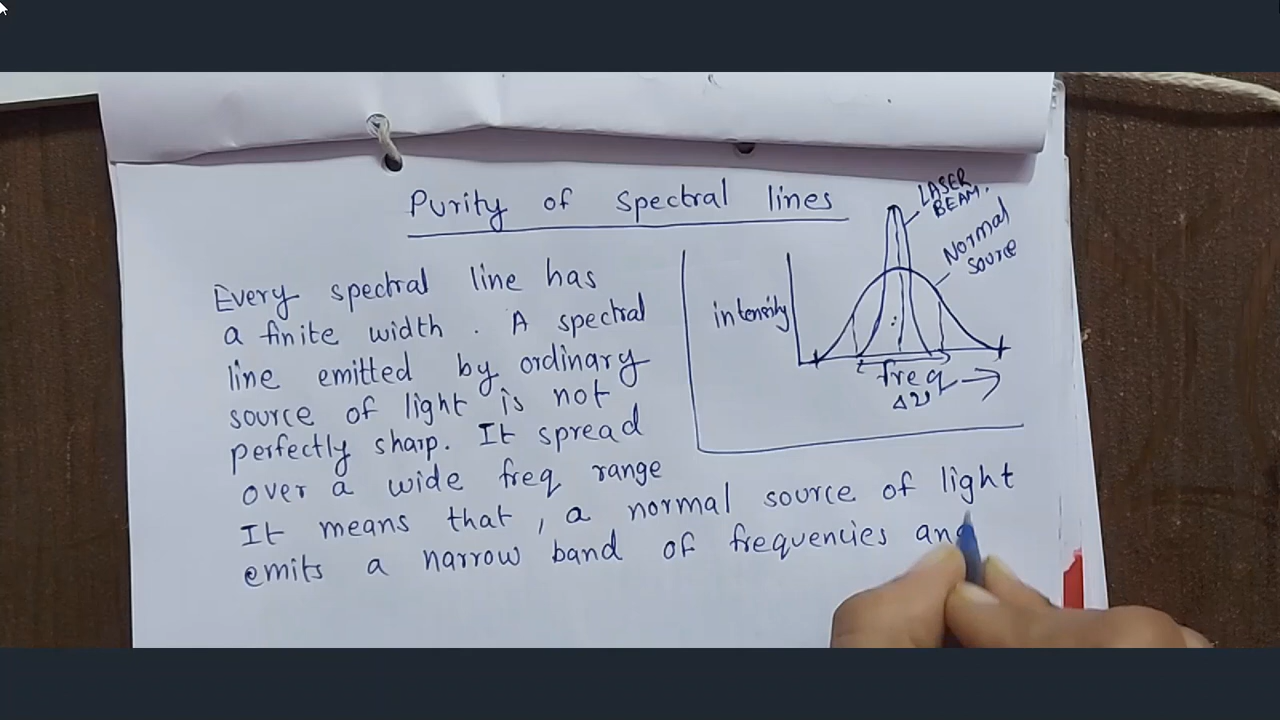 Purity of spectral lines
LASER
BEAM.
Normal
source
intensity
freq
Δν
Every spectral line has
a finite width . A spectral
line emitted by ordinary
source of light is not
perfectly sharp. It spread
over a wide freq range
It means that , a normal source of light
emits a narrow band of frequencies and